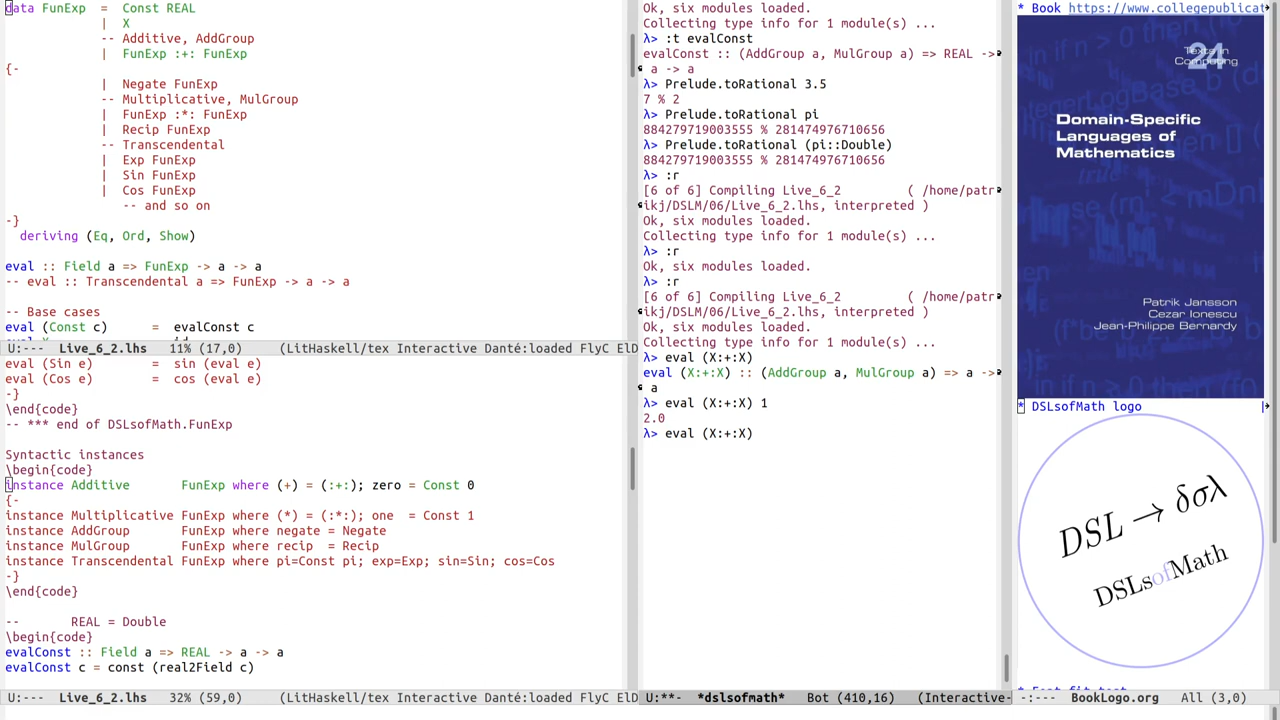 data FunExp  =  Const REAL
             |  X
             -- Additive, AddGroup
             |  FunExp :+: FunExp
{-
             |  Negate FunExp
             -- Multiplicative, MulGroup
             |  FunExp :*: FunExp
             |  Recip FunExp
             -- Transcendental
             |  Exp FunExp
             |  Sin FunExp
             |  Cos FunExp
                -- and so on
-}
  deriving (Eq, Ord, Show)
eval :: Field a => FunExp -> a -> a
-- eval :: Transcendental a => FunExp -> a -> a
-- Base cases
eval (Const c)      =  evalConst c
U:---  Live_6_2.lhs   11% (17,0)      (LitHaskell/tex Interactive Danté:loaded FlyC ElD
eval (Sin e)        =  sin (eval e)
eval (Cos e)        =  cos (eval e)
-}
\end{code}
-- *** end of DSLsofMath.FunExp
Syntactic instances
\begin{code}
instance Additive       FunExp where (+) = (:+:); zero = Const 0
{-
instance Multiplicative FunExp where (*) = (:*:); one  = Const 1
instance AddGroup       FunExp where negate = Negate
instance MulGroup       FunExp where recip  = Recip
instance Transcendental FunExp where pi=Const pi; exp=Exp; sin=Sin; cos=Cos
-}
\end{code}
--      REAL = Double
\begin{code}
evalConst :: Field a => REAL -> a -> a
evalConst c = const (real2Field c)
U:---  Live_6_2.lhs   32% (59,0)      (LitHaskell/tex Interactive Danté:loaded FlyC ElD
Ok, six modules loaded.
Collecting type info for 1 module(s) ...
λ> :t evalConst
evalConst :: (AddGroup a, MulGroup a) => REAL ->
 a -> a
λ> Prelude.toRational 3.5
7 % 2
λ> Prelude.toRational pi
884279719003555 % 281474976710656
λ> Prelude.toRational (pi::Double)
884279719003555 % 281474976710656
λ> :r
[6 of 6] Compiling Live_6_2         ( /home/patr
ikj/DSLM/06/Live_6_2.lhs, interpreted )
Ok, six modules loaded.
Collecting type info for 1 module(s) ...
λ> :r
Ok, six modules loaded.
λ> :r
[6 of 6] Compiling Live_6_2         ( /home/patr
ikj/DSLM/06/Live_6_2.lhs, interpreted )
Ok, six modules loaded.
Collecting type info for 1 module(s) ...
λ> eval (X:+:X)
eval (X:+:X) :: (AddGroup a, MulGroup a) => a ->
 a
λ> eval (X:+:X) 1
2.0
λ> eval (X:+:X)
U:**-  *dslsofmath*   Bot (410,16)    (Interactive-
* Book https://www.collegepublicat
24
Texts in
Computing
Domain-Specific
Languages of
Mathematics
Patrik Jansson
Cezar Ionescu
Jean-Philippe Bernardy
* DSLsofMath logo
DSL → δσλ
DSLsofMath
-:---  BookLogo.org   All (3,0)